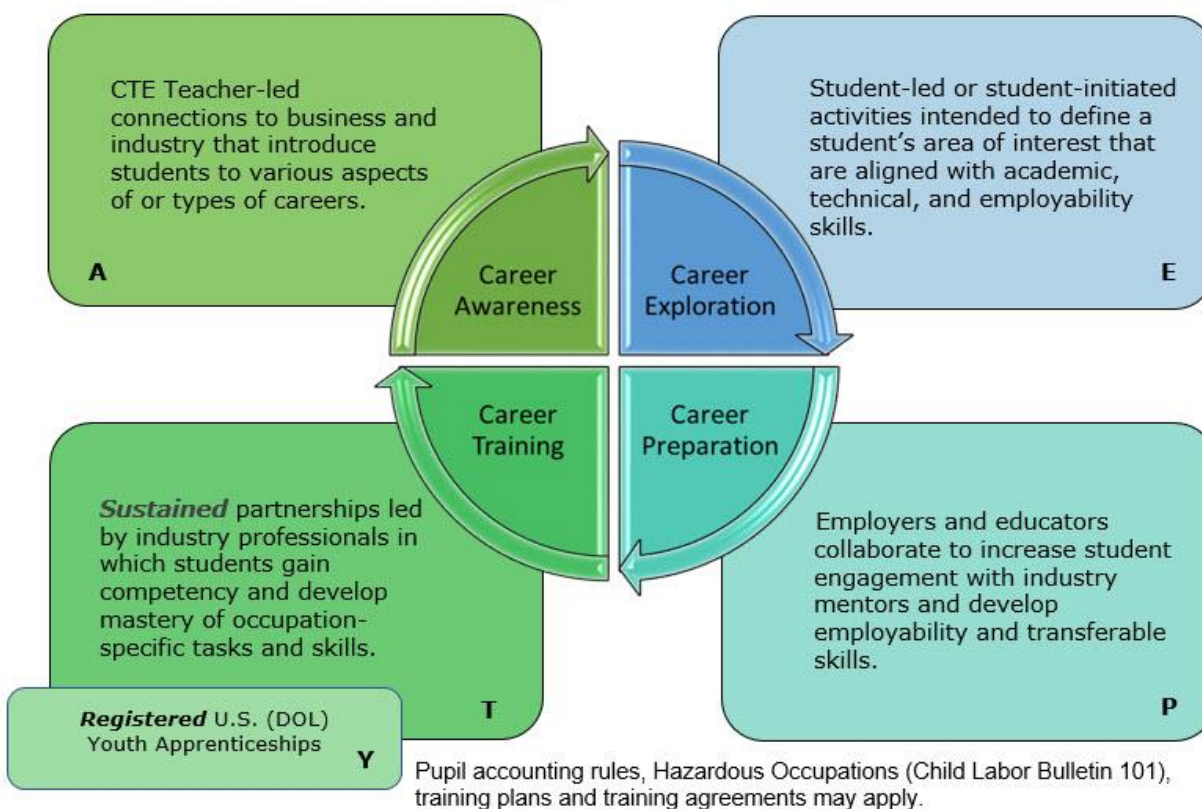 CTE Teacher-led
connections to business and
industry that introduce
students to various aspects
of or types of careers.
A
Student-led or student-initiated
activities intended to define a
student's area of interest that
are aligned with academic,
technical, and employability
skills.
E
Career
Awareness
Career
Exploration
Career
Training
Career
Preparation
Sustained partnerships led
by industry professionals in
which students gain
competency and develop
mastery of occupation-
specific tasks and skills.
T
Registered U.S. (DOL)
Youth Apprenticeships
Y
Employers and educators
collaborate to increase student
engagement with industry
mentors and develop
employability and transferable
skills.
P
Pupil accounting rules, Hazardous Occupations (Child Labor Bulletin 101),
training plans and training agreements may apply.